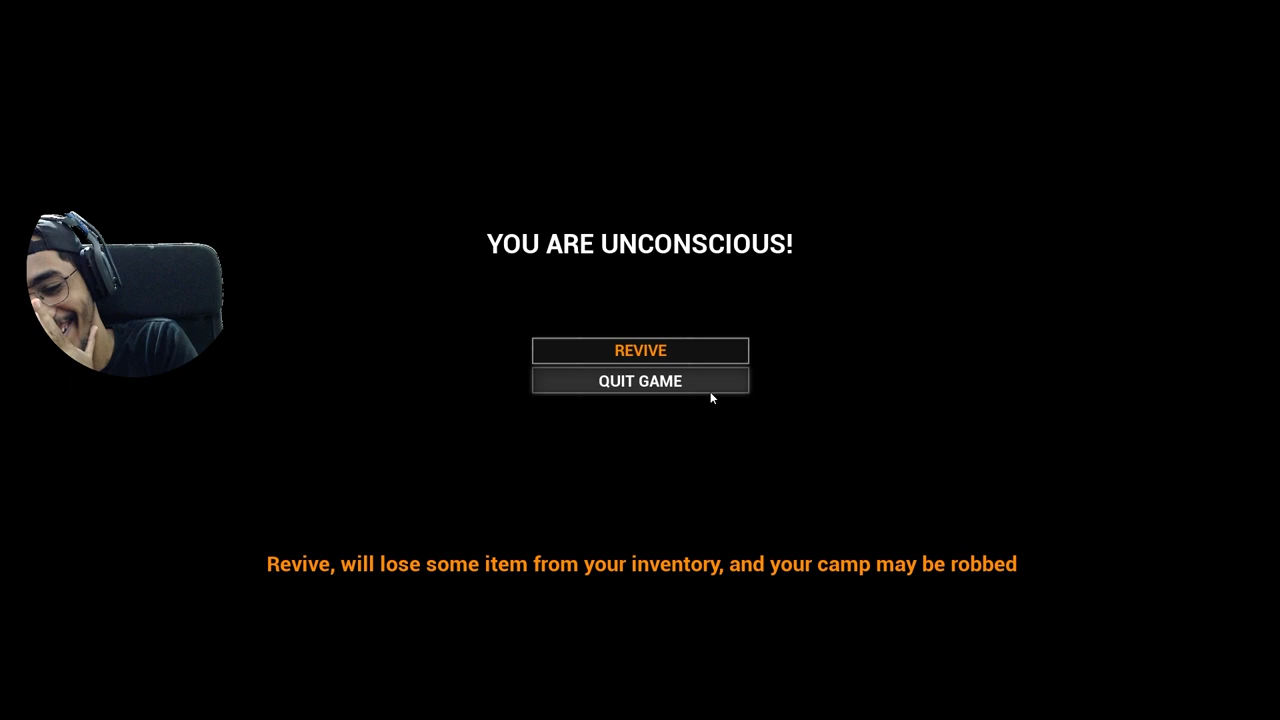 YOU ARE UNCONSCIOUS!
REVIVE
QUIT GAME
Revive, will lose some item from your inventory, and your camp may be robbed